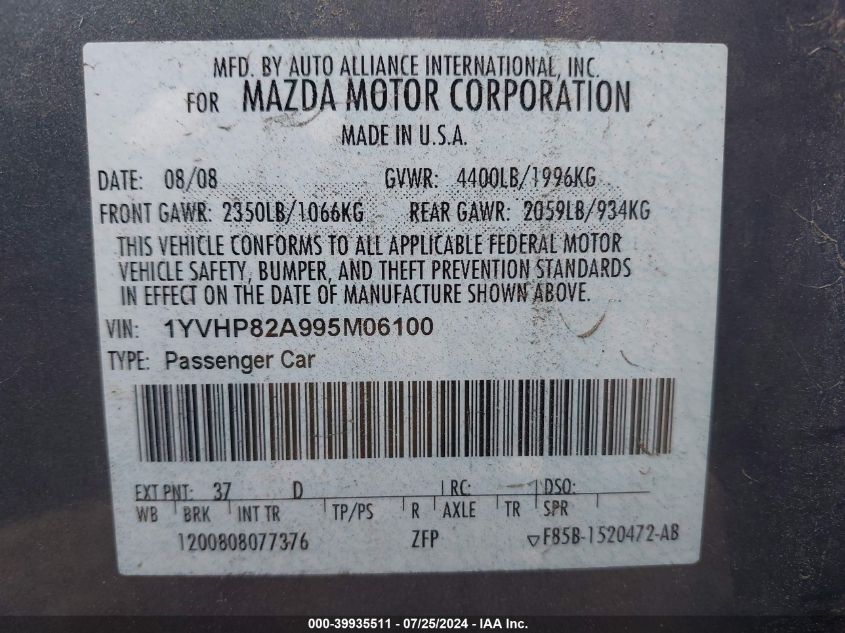 MFD. BY AUTO ALLIANCE INTERNATIONAL, INC.
FOR MAZDA MOTOR CORPORATION
MADE IN U.S.A.
DATE: 08/08 GVWR: 4400LB/1996KG
FRONT GAWR: 2350LB/1066KG REAR GAWR: 2059LB/934KG
THIS VEHICLE CONFORMS TO ALL APPLICABLE FEDERAL MOTOR
VEHICLE SAFETY, BUMPER, AND THEFT PREVENTION STANDARDS
IN EFFECT ON THE DATE OF MANUFACTURE SHOWN ABOVE.
VIN: 1YVHP82A995M06100
TYPE: Passenger Car
EXT PNT: 37 D RC: DSO:
WB BRK INT TR TP/PS R AXLE TR SPR
1200808077376 ZFP ▽F85B-1520472-AB
000-39935511 - 07/25/2024 - IAA Inc.